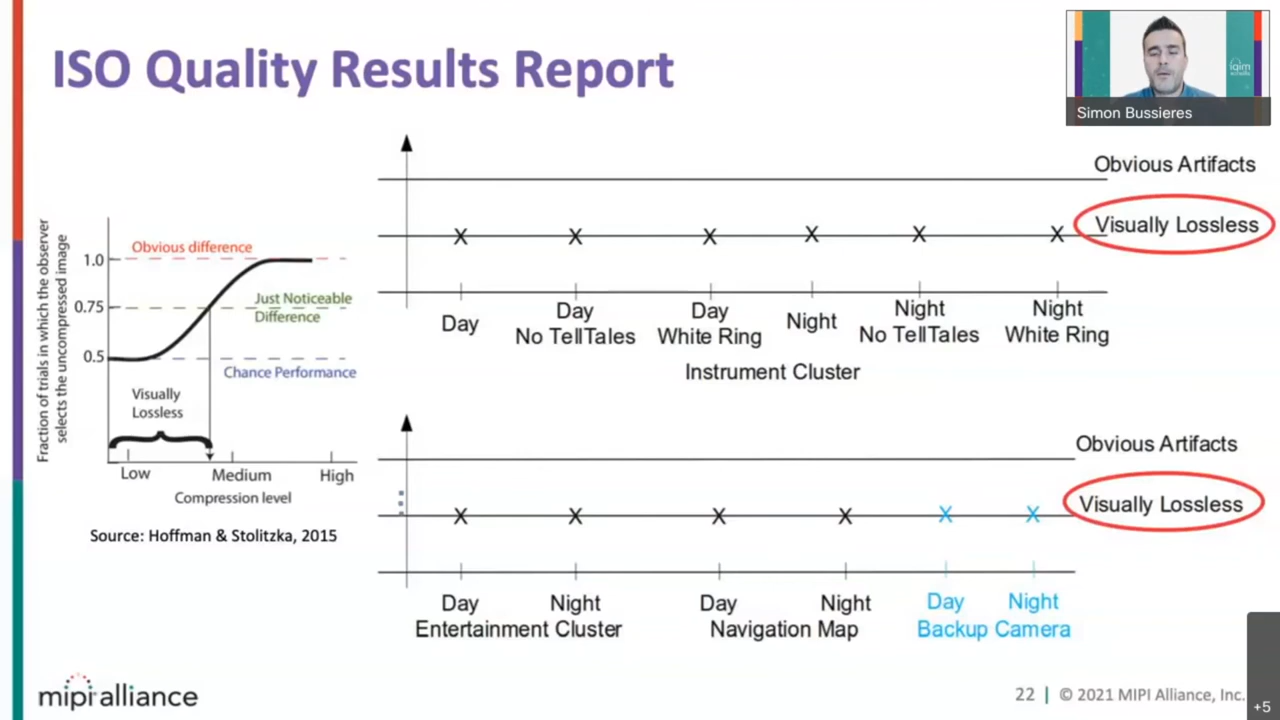 ISO Quality Results Report
iqim
Simon Bussieres
Fraction of trials in which the observer
selects the uncompressed image
1.0
0.75
0.5
Obvious difference
Just Noticeable
Difference
Chance Performance
Visually
Lossless
Low
Medium
High
Compression level
Source: Hoffman & Stolitzka, 2015
Obvious Artifacts
Visually Lossless
X X X X X X
Day
Day
No TellTales
Day
White Ring
Night
Night
No TellTales
Night
White Ring
Instrument Cluster
Obvious Artifacts
Visually Lossless
X X X X X X
Day
Night
Entertainment Cluster
Day
Night
Navigation Map
Day
Night
Backup Camera
mipi alliance
22 | © 2021 MIPI Alliance, Inc.
+5